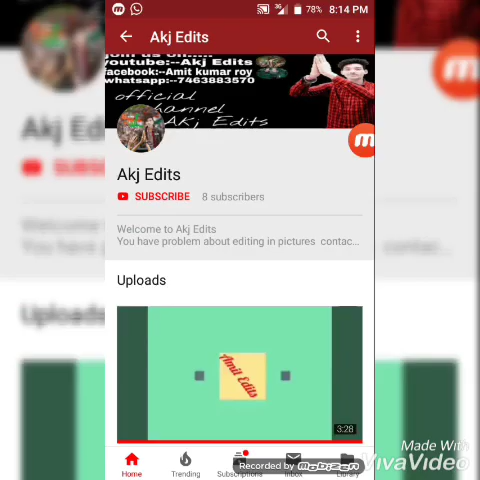 78% 8:14 PM
Akj Edits
join us on....
youtube:--Akj Edits
facebook:--Amit kumar roy
whatsapp:-7463883570
official
channel
Akj Edits
Akj Edits
SUBSCRIBE 8 subscribers
Welcome to Akj Edits
You have problem about editing in pictures contac...
Uploads
Amit Edits
3:28
Home Trending Subscriptions Inbox Library
Recorded by mobizen
Made With
VivaVideo